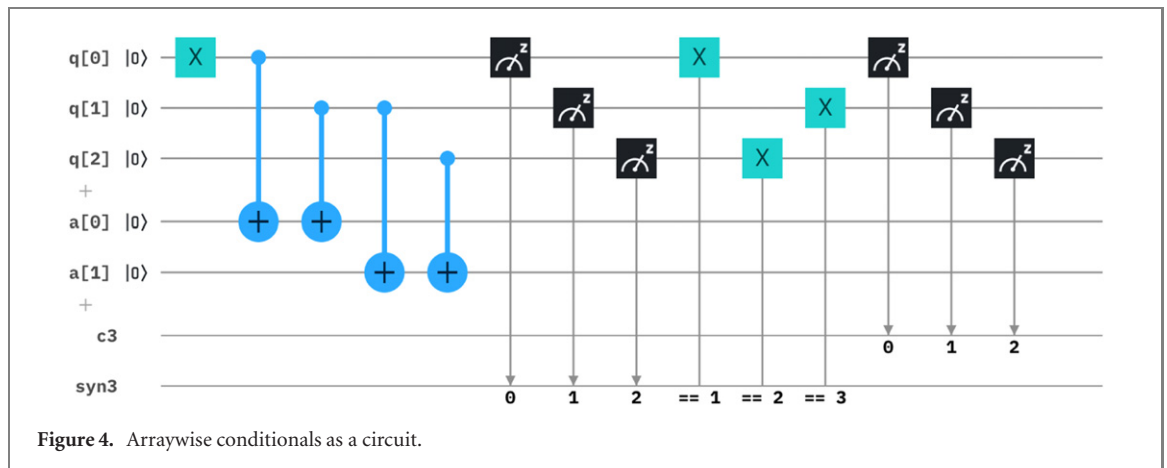 q[0] |0⟩ X z X z
q[1] |0⟩ z X z
q[2] |0⟩ z X z
+
a[0] |0⟩ + +
a[1] |0⟩ + +
+
c3
0 1 2
syn3
0 1 2 == 1 == 2 == 3
Figure 4. Arraywise conditionals as a circuit.